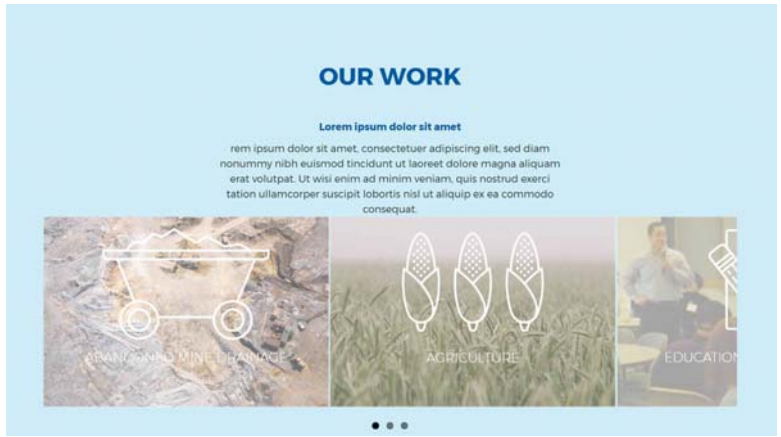 OUR WORK
Lorem ipsum dolor sit amet
rem ipsum dolor sit amet, consectetuer adipiscing elit, sed diam
nonummy nibh euismod tincidunt ut laoreet dolore magna aliquam
erat volutpat. Ut wisi enim ad minim veniam, quis nostrud exerci
tation ullamcorper suscipit lobortis nisl ut aliquip ex ea commodo
consequat.
ABANDONED MINE DRAINAGE
AGRICULTURE
EDUCATION